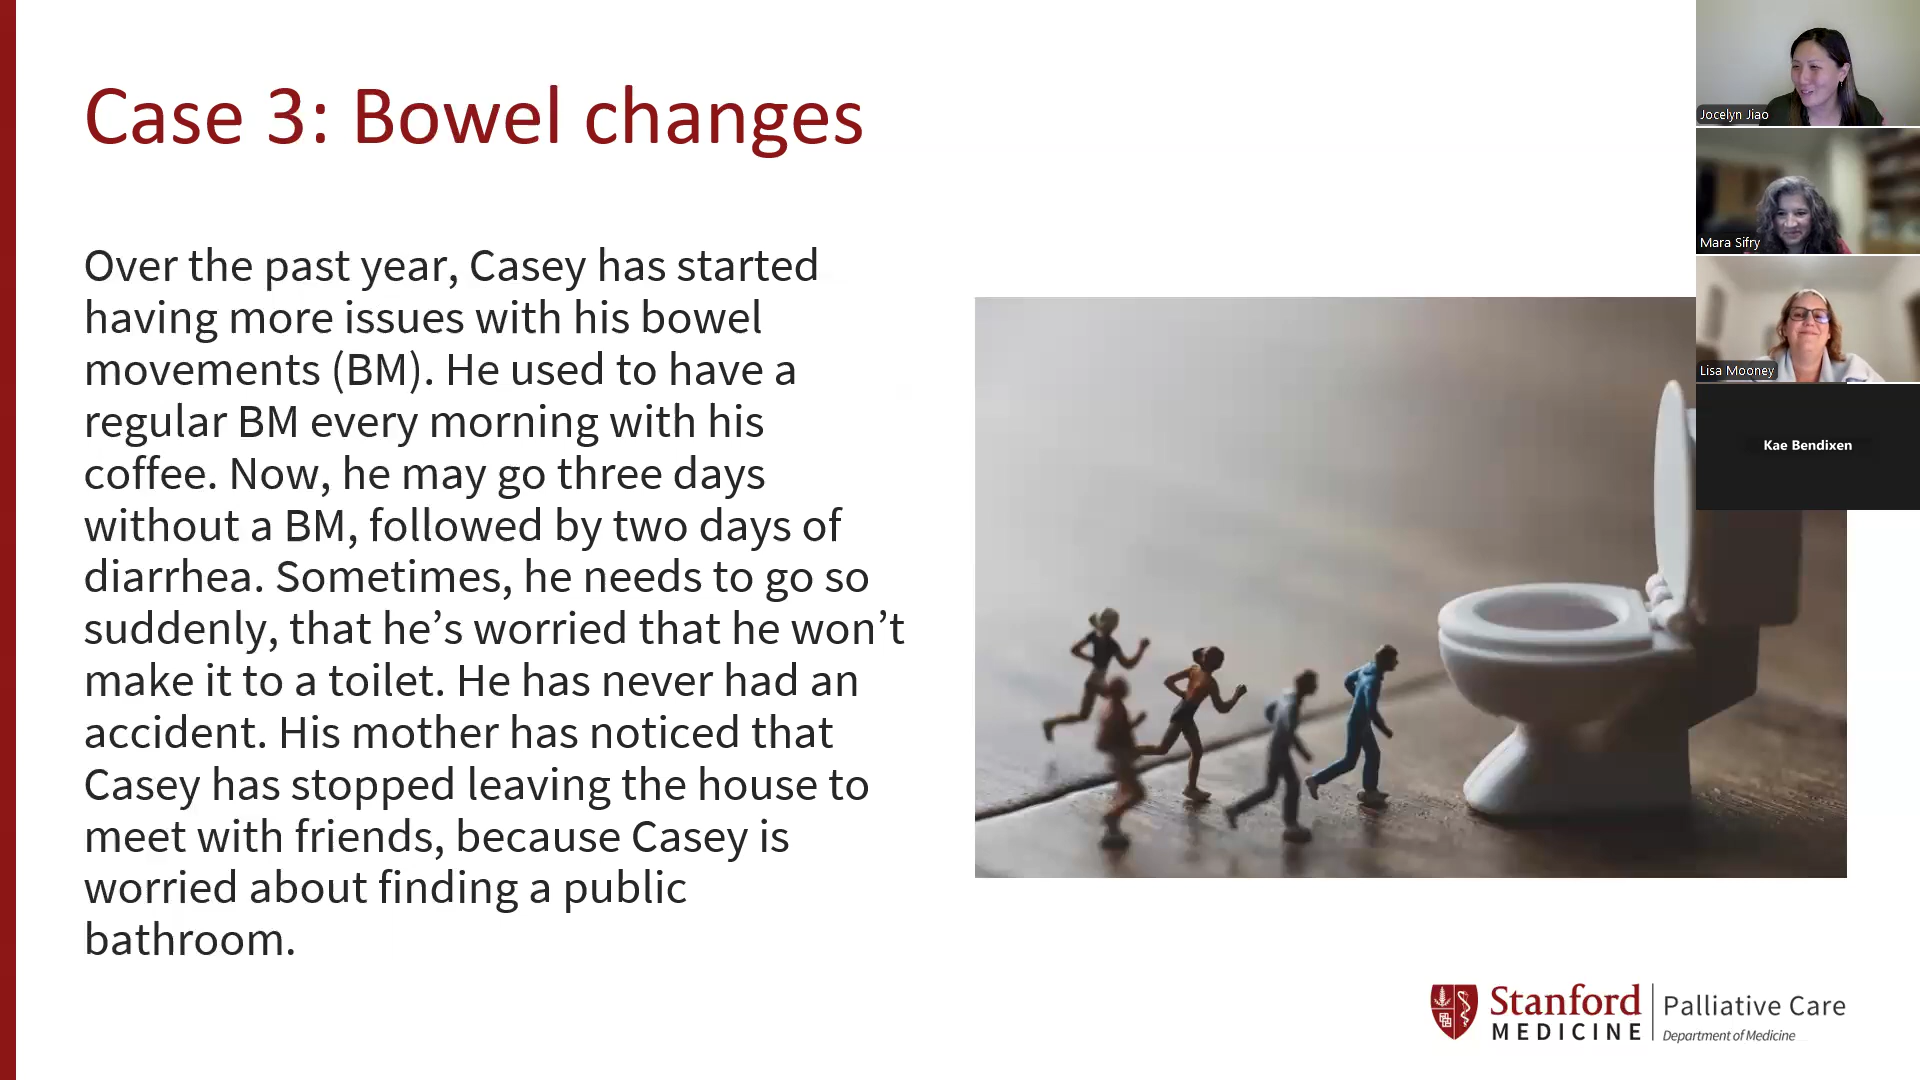 Case 3: Bowel changes
Over the past year, Casey has started
having more issues with his bowel
movements (BM). He used to have a
regular BM every morning with his
coffee. Now, he may go three days
without a BM, followed by two days of
diarrhea. Sometimes, he needs to go so
suddenly, that he’s worried that he won’t
make it to a toilet. He has never had an
accident. His mother has noticed that
Casey has stopped leaving the house to
meet with friends, because Casey is
worried about finding a public
bathroom.
Jocelyn Jiao
Mara Sifry
Lisa Mooney
Kae Bendixen
Stanford
MEDICINE
Palliative Care
Department of Medicine